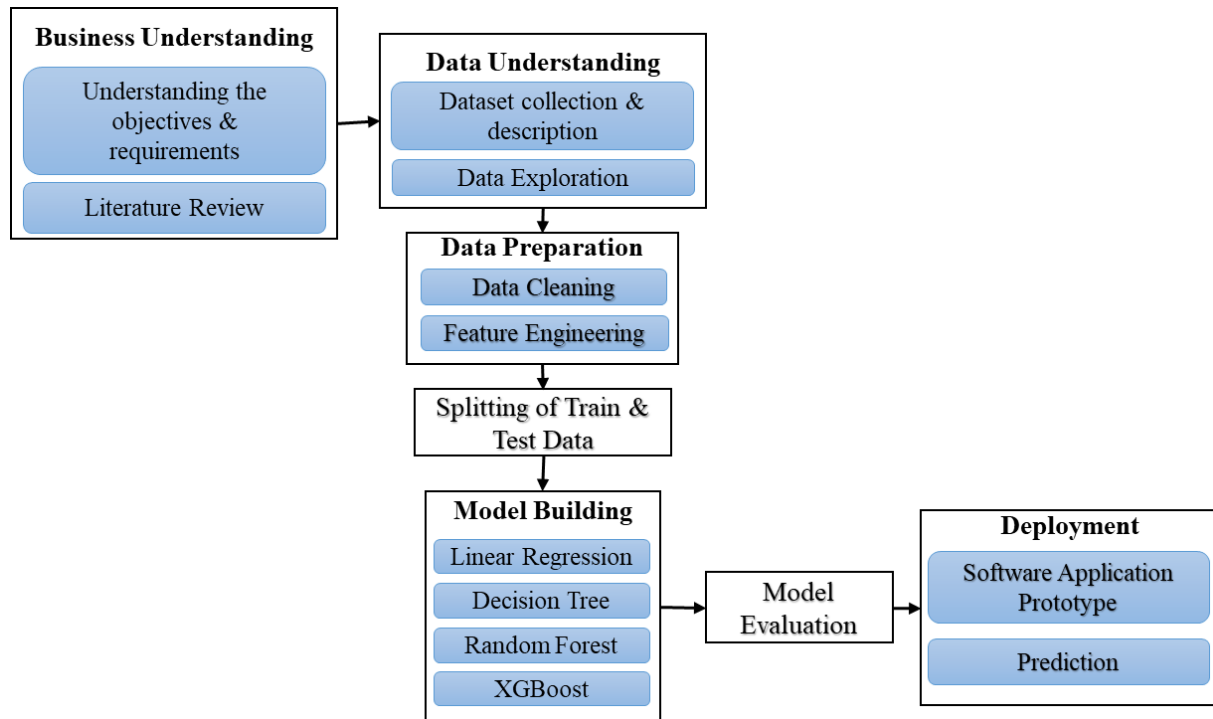 Business Understanding
Understanding the
objectives &
requirements
Literature Review
Data Understanding
Dataset collection &
description
Data Exploration
Data Preparation
Data Cleaning
Feature Engineering
Splitting of Train &
Test Data
Model Building
Linear Regression
Decision Tree
Random Forest
XGBoost
Model
Evaluation
Deployment
Software Application
Prototype
Prediction